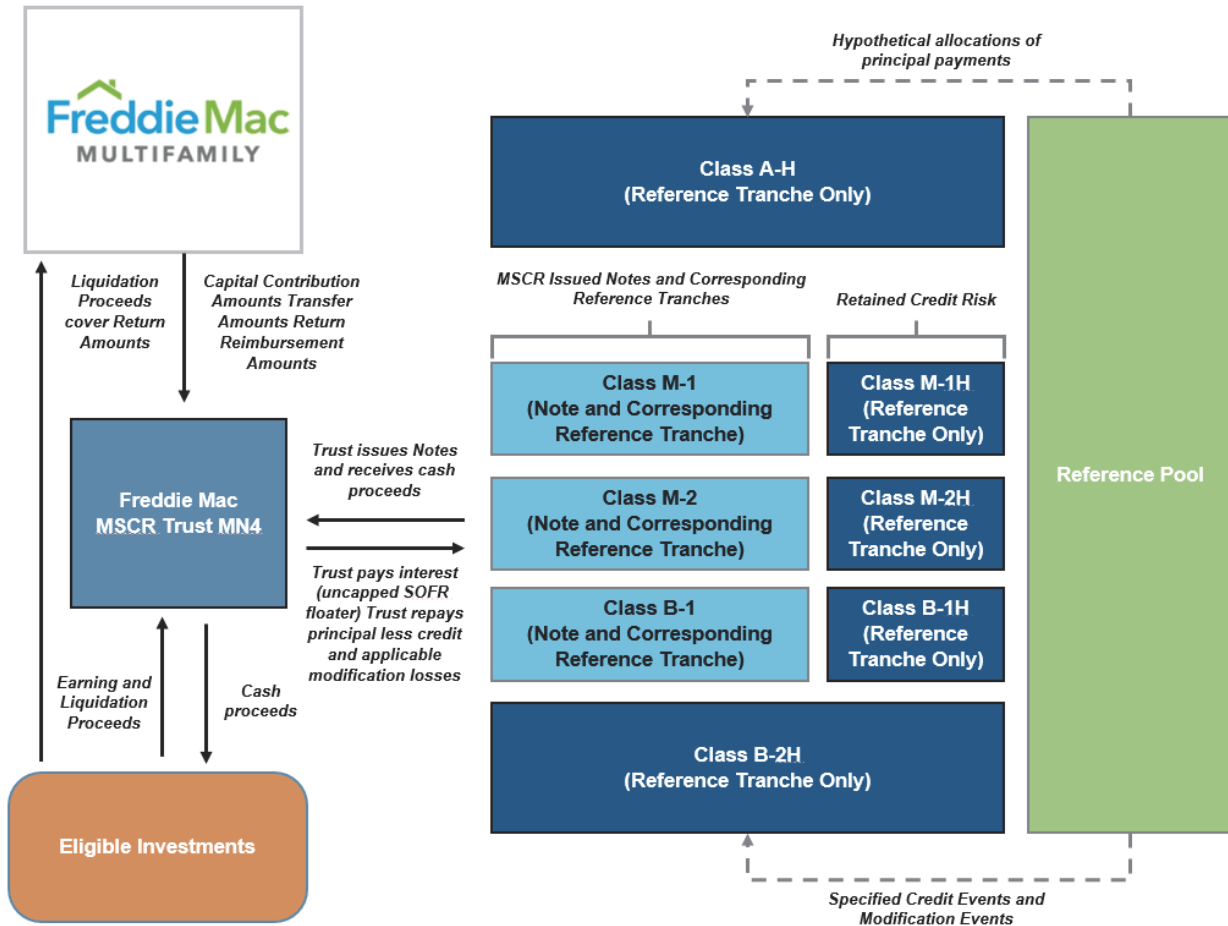 Freddie Mac
MULTIFAMILY
Liquidation
Proceeds
cover Return
Amounts
Capital Contribution
Amounts Transfer
Amounts Return
Reimbursement
Amounts
Freddie Mac
MSCR Trust MN4
Earning and
Liquidation
Proceeds
Cash
proceeds
Eligible Investments
Trust issues Notes
and receives cash
proceeds
Trust pays interest
(uncapped SOFR
floater) Trust repays
principal less credit
and applicable
modification losses
Hypothetical allocations of
principal payments
Class A-H
(Reference Tranche Only)
MSCR Issued Notes and Corresponding
Reference Tranches
Retained Credit Risk
Class M-1
(Note and Corresponding
Reference Tranche)
Class M-1H
(Reference
Tranche Only)
Class M-2
(Note and Corresponding
Reference Tranche)
Class M-2H
(Reference
Tranche Only)
Class B-1
(Note and Corresponding
Reference Tranche)
Class B-1H
(Reference
Tranche Only)
Class B-2H
(Reference Tranche Only)
Reference Pool
Specified Credit Events and
Modification Events